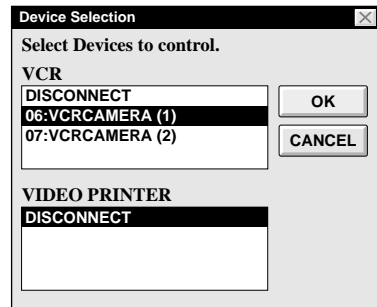 Device Selection
Select Devices to control.
VCR
DISCONNECT
06:VCRCAMERA (1)
07:VCRCAMERA (2)
OK
CANCEL
VIDEO PRINTER
DISCONNECT